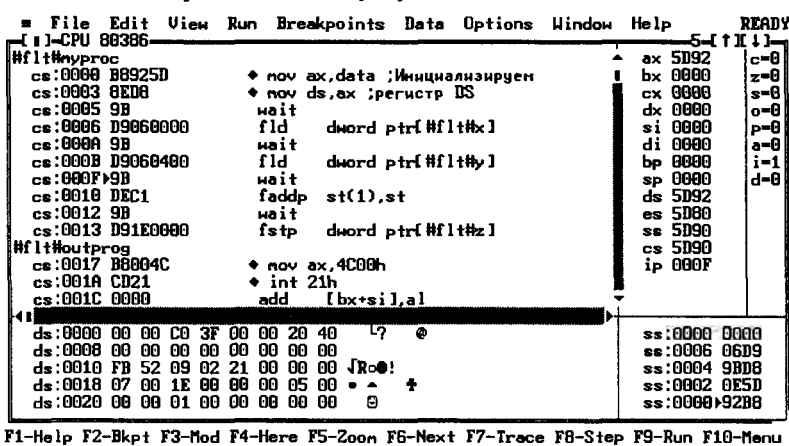 ≡ File Edit View Run Breakpoints Data Options Window Help READY
[■]=CPU 80386 5=[↑][↓]
#flt#myproc ax 5D92 c=0
cs:0000 B8925D ♦ mov ax,data ;Инициализируем bx 0000 z=0
cs:0003 8ED8 ♦ mov ds,ax ;регистр DS cx 0000 s=0
cs:0005 9B wait dx 0000 o=0
cs:0006 D9060000 fld dword ptr[#flt#x] si 0000 p=0
cs:000A 9B wait di 0000 a=0
cs:000B D9060400 fld dword ptr[#flt#y] bp 0000 i=1
cs:000F▶9B wait sp 0000 d=0
cs:0010 DEC1 faddp st(1),st ds 5D92
cs:0012 9B wait es 5D80
cs:0013 D91E0800 fstp dword ptr[#flt#z] ss 5D90
#flt#outprog cs 5D90
cs:0017 B8004C ♦ mov ax,4C00h ip 000F
cs:001A CD21 ♦ int 21h
cs:001C 0000 add [bx+si],al
ds:0000 00 00 C0 3F 00 00 20 40 └? @ ss:0008 0000
ds:0008 00 00 00 00 00 00 00 00 ss:0006 06D9
ds:0010 FB 52 09 02 21 00 00 00 √R○☻! ss:0004 9BD8
ds:0018 07 00 1E 00 00 00 05 00 • ▲ ♣ ss:0002 8E5D
ds:0020 00 00 01 00 00 00 00 00 ☺ ss:0000▶92B8
F1-Help F2-Bkpt F3-Mod F4-Here F5-Zoom F6-Next F7-Trace F8-Step F9-Run F10-Menu